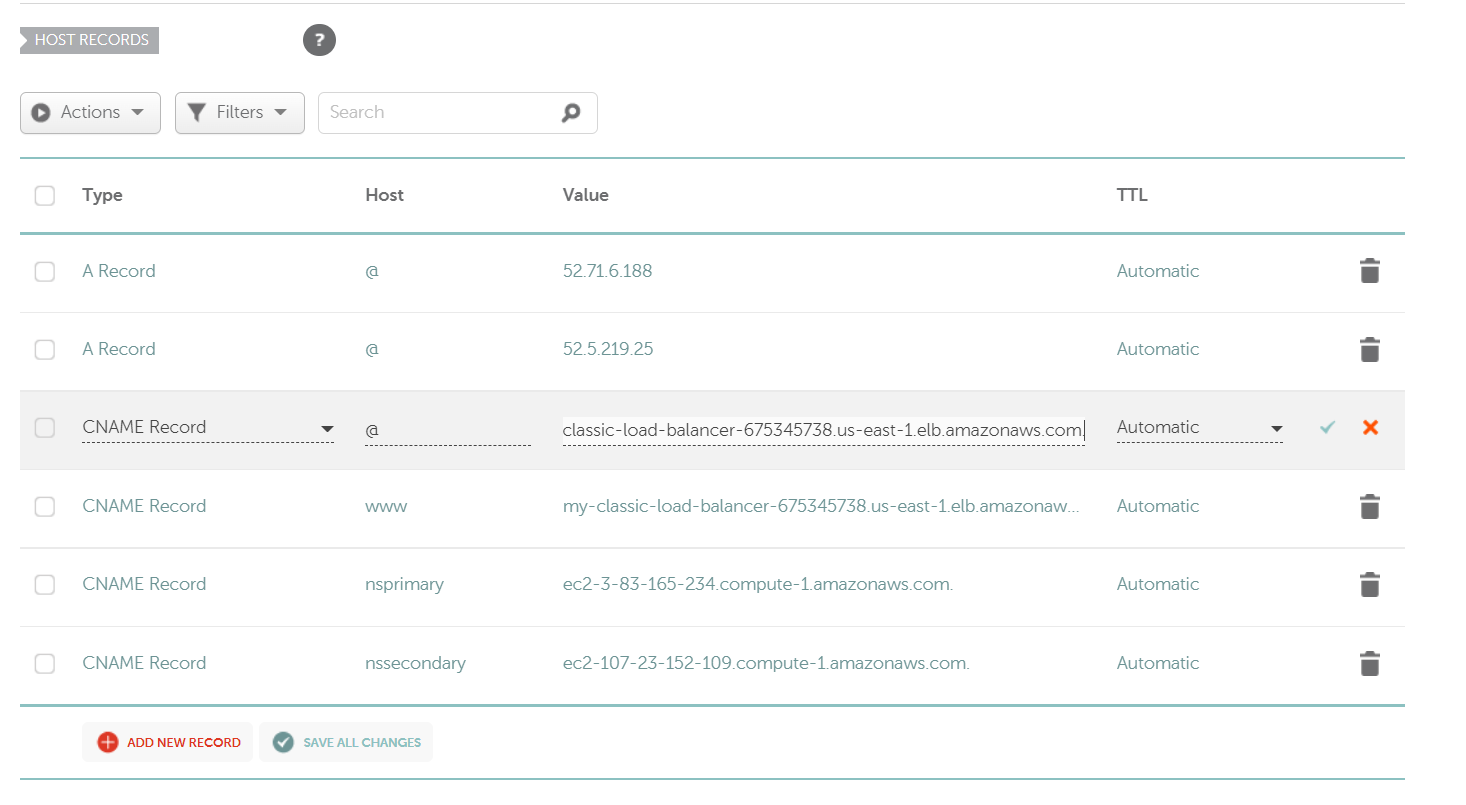 HOST RECORDS ?
Actions Filters Search
Type Host Value TTL
A Record @ 52.71.6.188 Automatic
A Record @ 52.5.219.25 Automatic
CNAME Record @ classic-load-balancer-675345738.us-east-1.elb.amazonaws.com. Automatic
CNAME Record www my-classic-load-balancer-675345738.us-east-1.elb.amazonaw... Automatic
CNAME Record nsprimary ec2-3-83-165-234.compute-1.amazonaws.com. Automatic
CNAME Record nssecondary ec2-107-23-152-109.compute-1.amazonaws.com. Automatic
ADD NEW RECORD SAVE ALL CHANGES